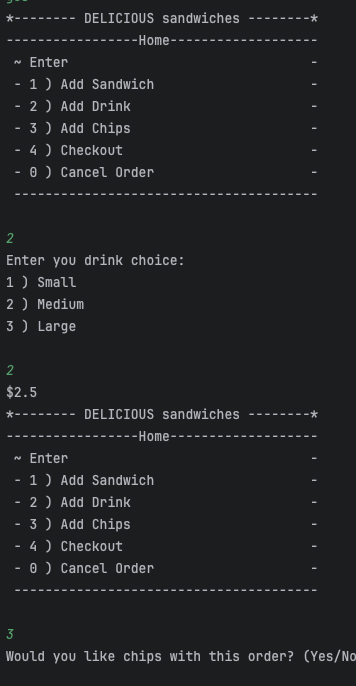 *-------- DELICIOUS sandwiches --------*
-----------------Home-------------------
~ Enter                               -
- 1 ) Add Sandwich                    -
- 2 ) Add Drink                       -
- 3 ) Add Chips                       -
- 4 ) Checkout                        -
- 0 ) Cancel Order                    -
---------------------------------------
2
Enter you drink choice:
1 ) Small
2 ) Medium
3 ) Large
2
$2.5
*-------- DELICIOUS sandwiches --------*
-----------------Home-------------------
~ Enter                               -
- 1 ) Add Sandwich                    -
- 2 ) Add Drink                       -
- 3 ) Add Chips                       -
- 4 ) Checkout                        -
- 0 ) Cancel Order                    -
---------------------------------------
3
Would you like chips with this order? (Yes/No